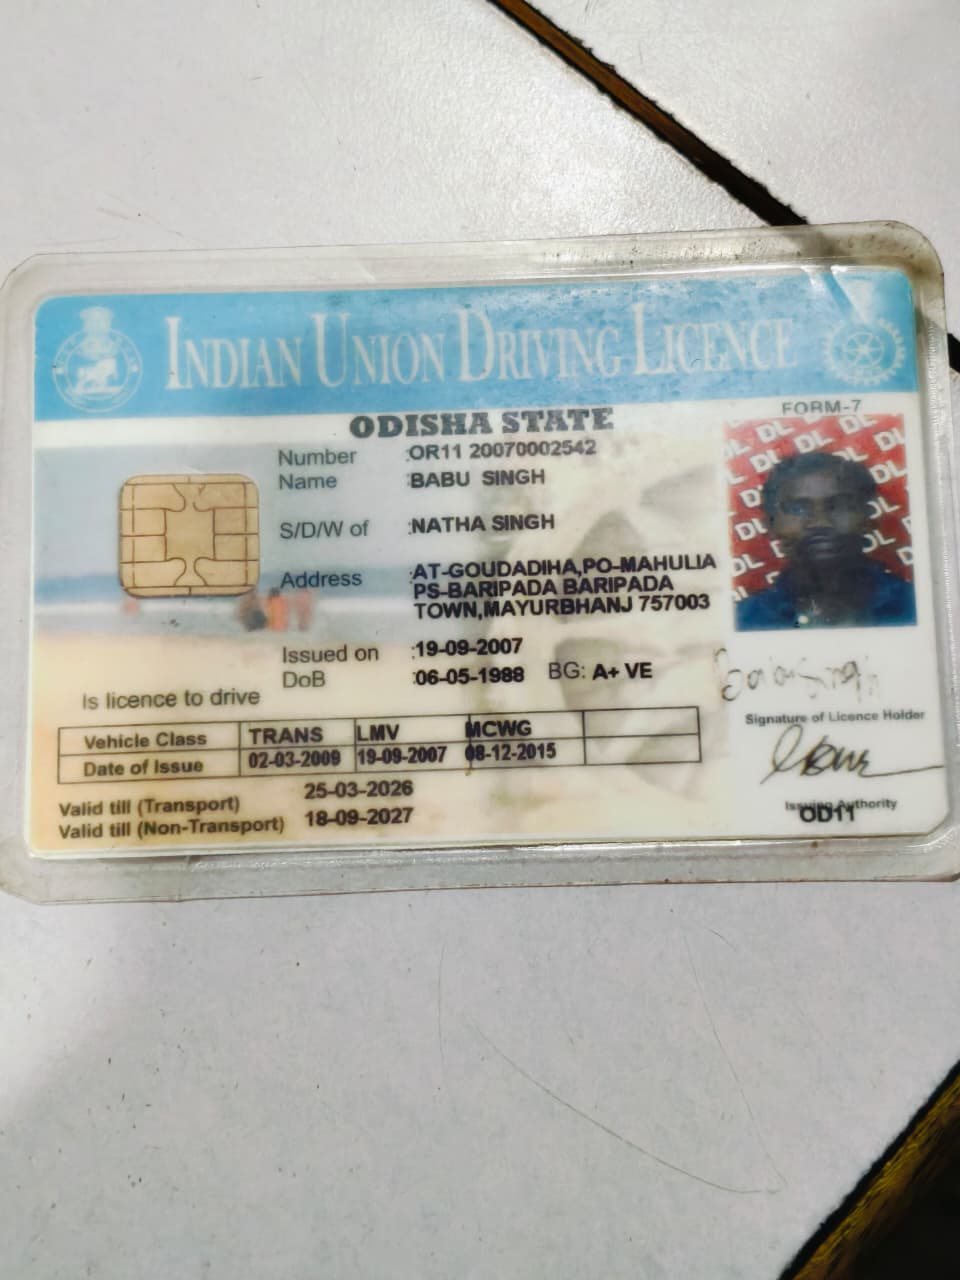 INDIAN UNION DRIVING LICENCE
ODISHA STATE
FORM-7
Number :OR11 20070002542
Name :BABU SINGH
S/D/W of :NATHA SINGH
Address :AT-GOUDADIHA,PO-MAHULIA
PS-BARIPADA BARIPADA
TOWN,MAYURBHANJ 757003
Issued on :19-09-2007
DoB :06-05-1988 BG: A+ VE
Is licence to drive
Signature of Licence Holder
Vehicle Class TRANS LMV MCWG
Date of Issue 02-03-2009 19-09-2007 08-12-2015
Valid till (Transport) 25-03-2026
Valid till (Non-Transport) 18-09-2027
Issuing Authority
OD11